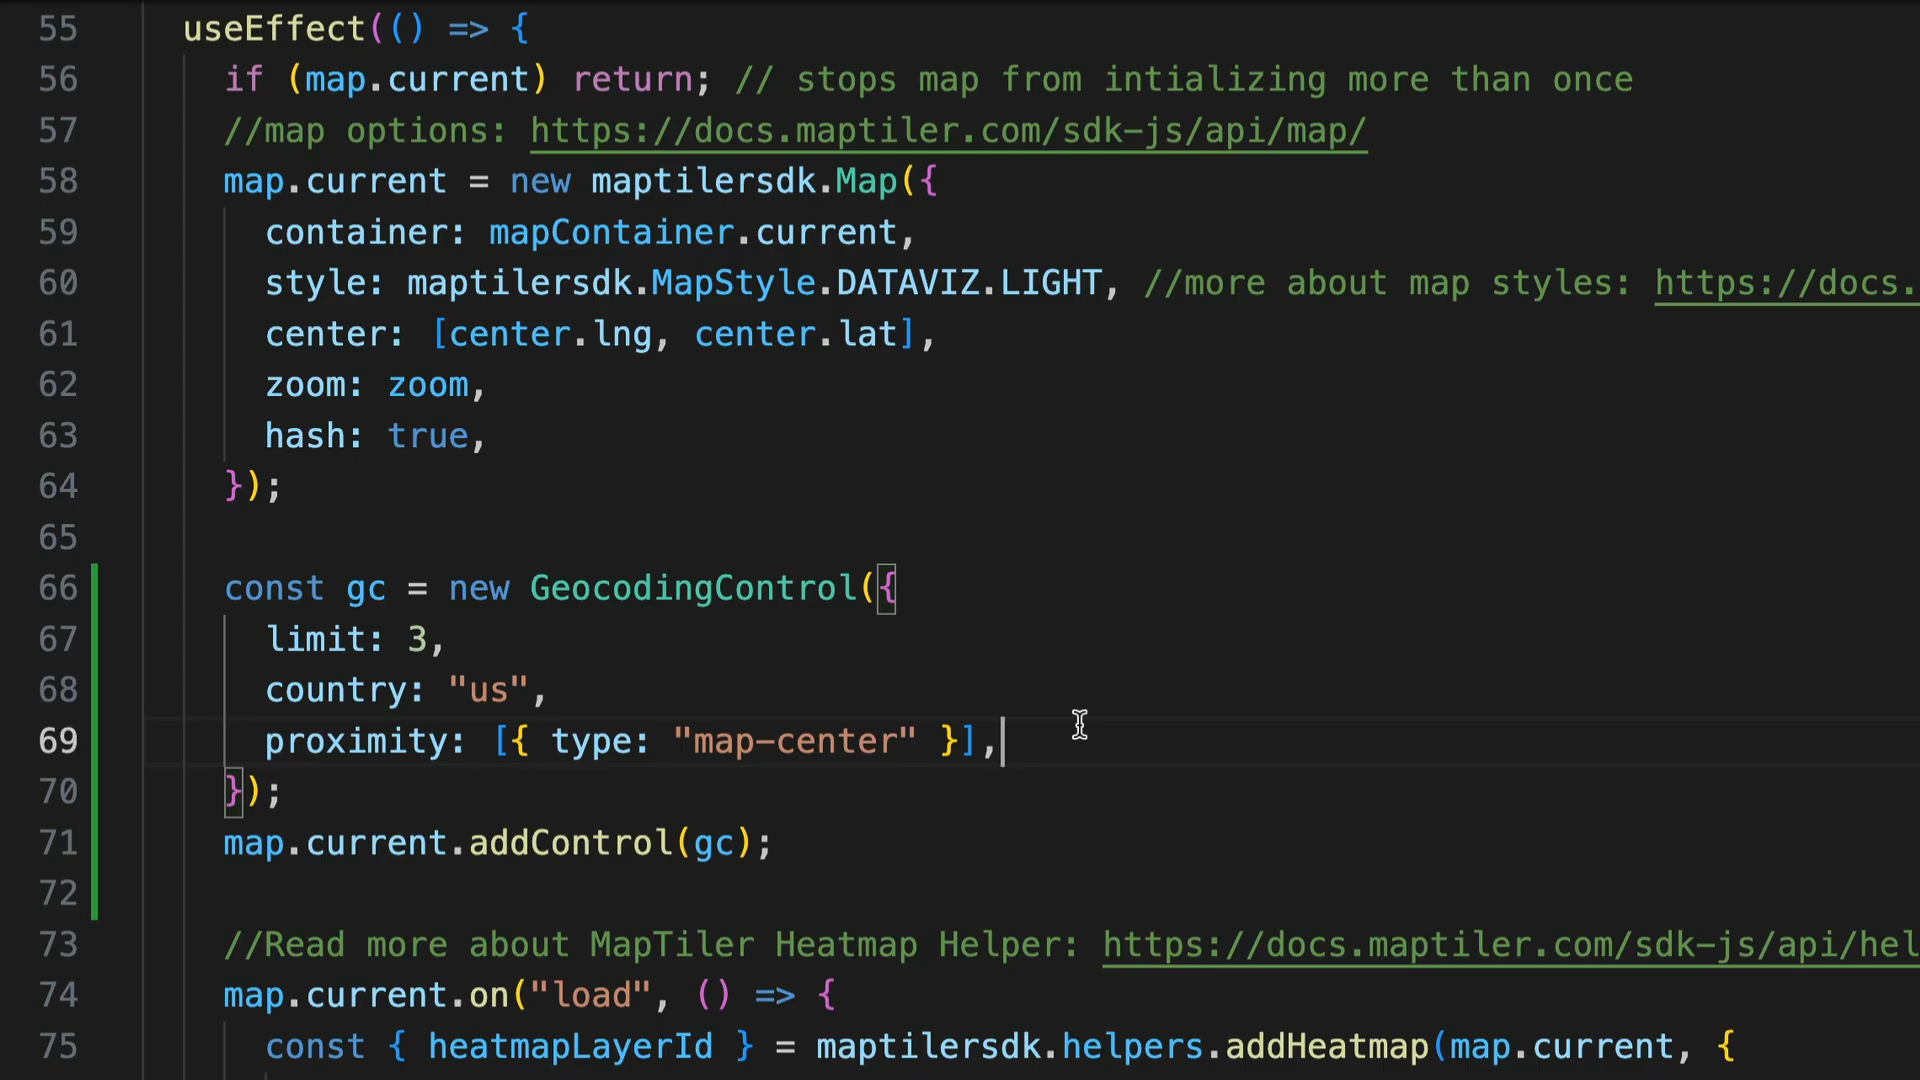 55 useEffect(() => {
56 if (map.current) return; // stops map from intializing more than once
57 //map options: https://docs.maptiler.com/sdk-js/api/map/
58 map.current = new maptilersdk.Map({
59 container: mapContainer.current,
60 style: maptilersdk.MapStyle.DATAVIZ.LIGHT, //more about map styles: https://docs.
61 center: [center.lng, center.lat],
62 zoom: zoom,
63 hash: true,
64 });
65
66 const gc = new GeocodingControl({
67 limit: 3,
68 country: "us",
69 proximity: [{ type: "map-center" }],
70 });
71 map.current.addControl(gc);
72
73 //Read more about MapTiler Heatmap Helper: https://docs.maptiler.com/sdk-js/api/hel
74 map.current.on("load", () => {
75 const { heatmapLayerId } = maptilersdk.helpers.addHeatmap(map.current, {